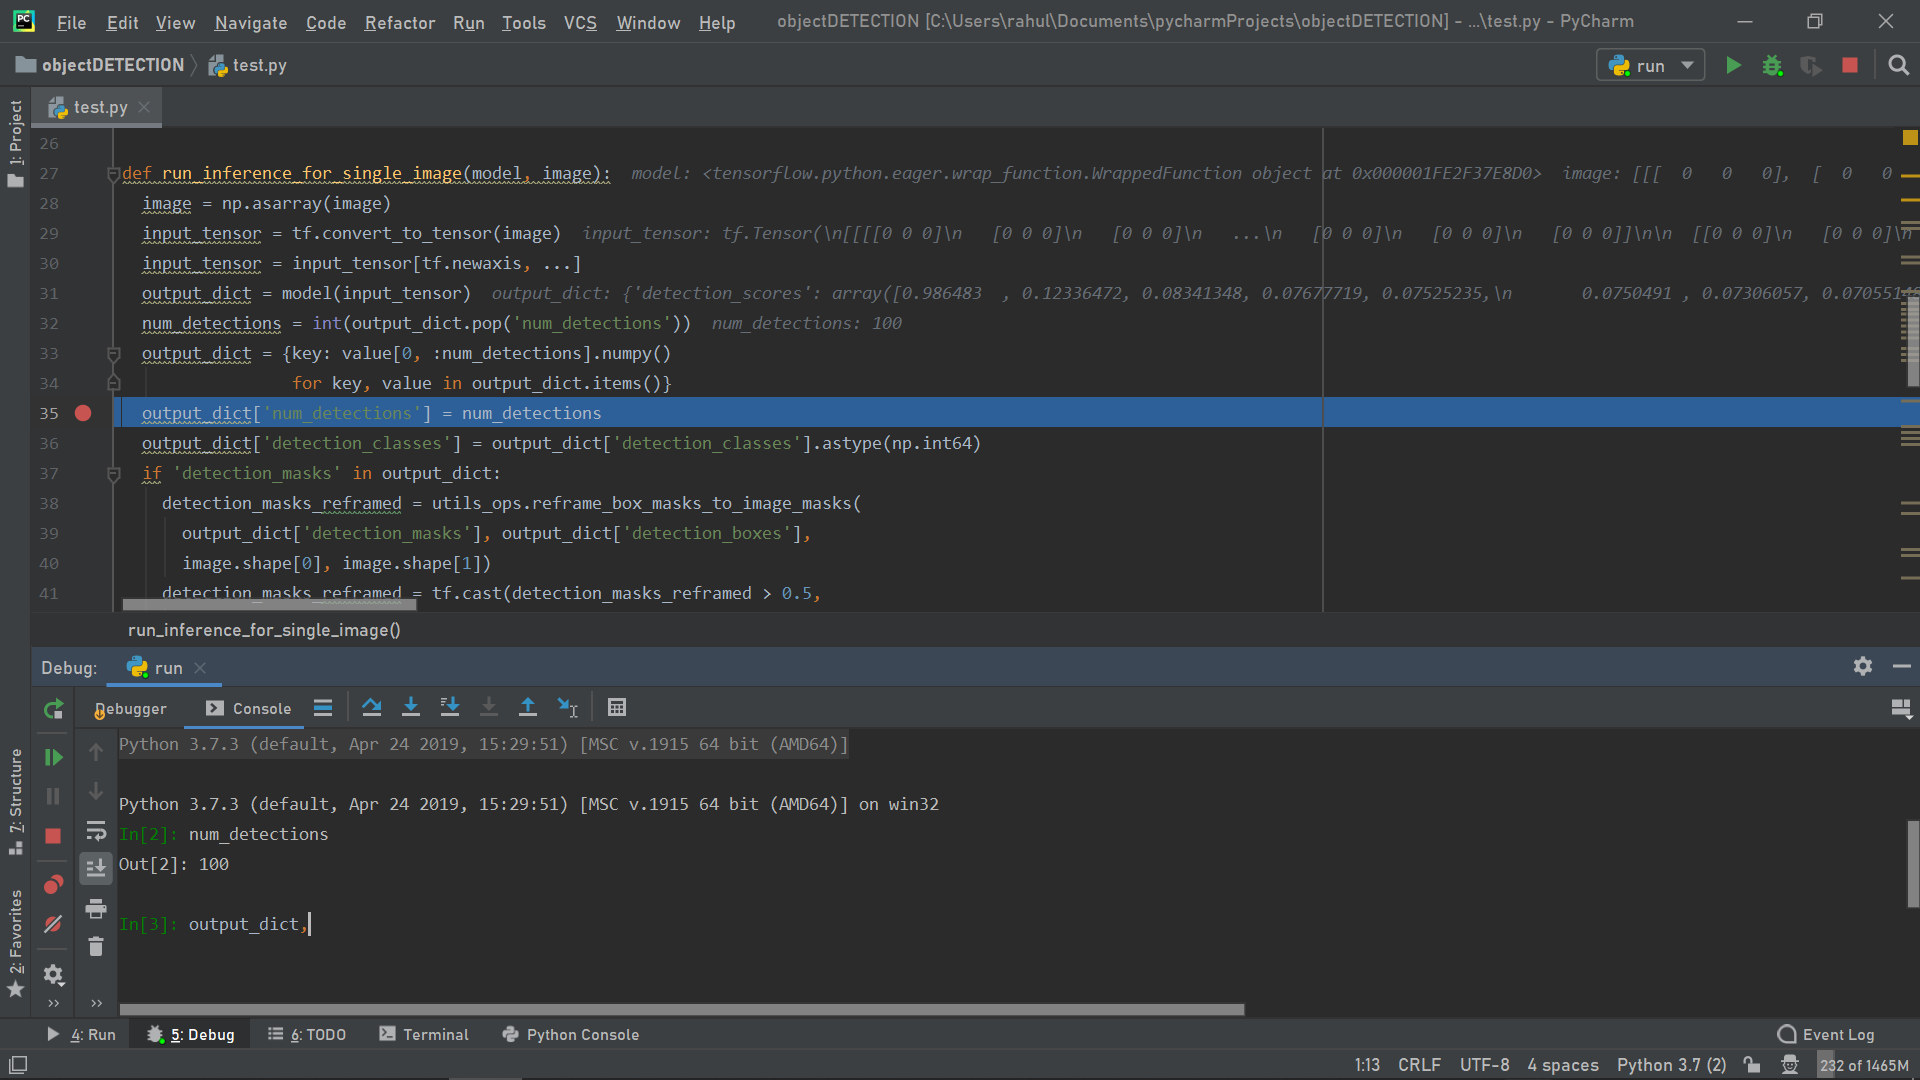 PC File Edit View Navigate Code Refactor Run Tools VCS Window Help objectDETECTION [C:\Users\rahul\Documents\pycharmProjects\objectDETECTION] - ...\test.py - PyCharm
objectDETECTION test.py run
1: Project
test.py
26
27 def run_inference_for_single_image(model, image): model: <tensorflow.python.eager.wrap_function.WrappedFunction object at 0x000001FE2F37E8D0> image: [[[ 0 0 0], [ 0 0
28 image = np.asarray(image)
29 input_tensor = tf.convert_to_tensor(image) input_tensor: tf.Tensor(\n[[[[0 0 0]\n [0 0 0]\n [0 0 0]\n ...\n [0 0 0]\n [0 0 0]\n [0 0 0]]\n\n [[0 0 0]\n [0 0 0]\n
30 input_tensor = input_tensor[tf.newaxis, ...]
31 output_dict = model(input_tensor) output_dict: {'detection_scores': array([0.986483 , 0.12336472, 0.08341348, 0.07677719, 0.07525235,\n 0.0750491 , 0.07306057,
32 num_detections = int(output_dict.pop('num_detections')) num_detections: 100
33 output_dict = {key: value[0, :num_detections].numpy()
34 for key, value in output_dict.items()}
35 output_dict['num_detections'] = num_detections
36 output_dict['detection_classes'] = output_dict['detection_classes'].astype(np.int64)
37 if 'detection_masks' in output_dict:
38 detection_masks_reframed = utils_ops.reframe_box_masks_to_image_masks(
39 output_dict['detection_masks'], output_dict['detection_boxes'],
40 image.shape[0], image.shape[1])
41 detection_masks_reframed = tf.cast(detection_masks_reframed > 0.5,
run_inference_for_single_image()
Debug: run
Debugger Console
Python 3.7.3 (default, Apr 24 2019, 15:29:51) [MSC v.1915 64 bit (AMD64)]
Python 3.7.3 (default, Apr 24 2019, 15:29:51) [MSC v.1915 64 bit (AMD64)] on win32
In[2]: num_detections
Out[2]: 100
In[3]: output_dict,
7: Structure
2: Favorites
4: Run 5: Debug 6: TODO Terminal Python Console Event Log
1:13 CRLF UTF-8 4 spaces Python 3.7 (2) 232 of 1465M